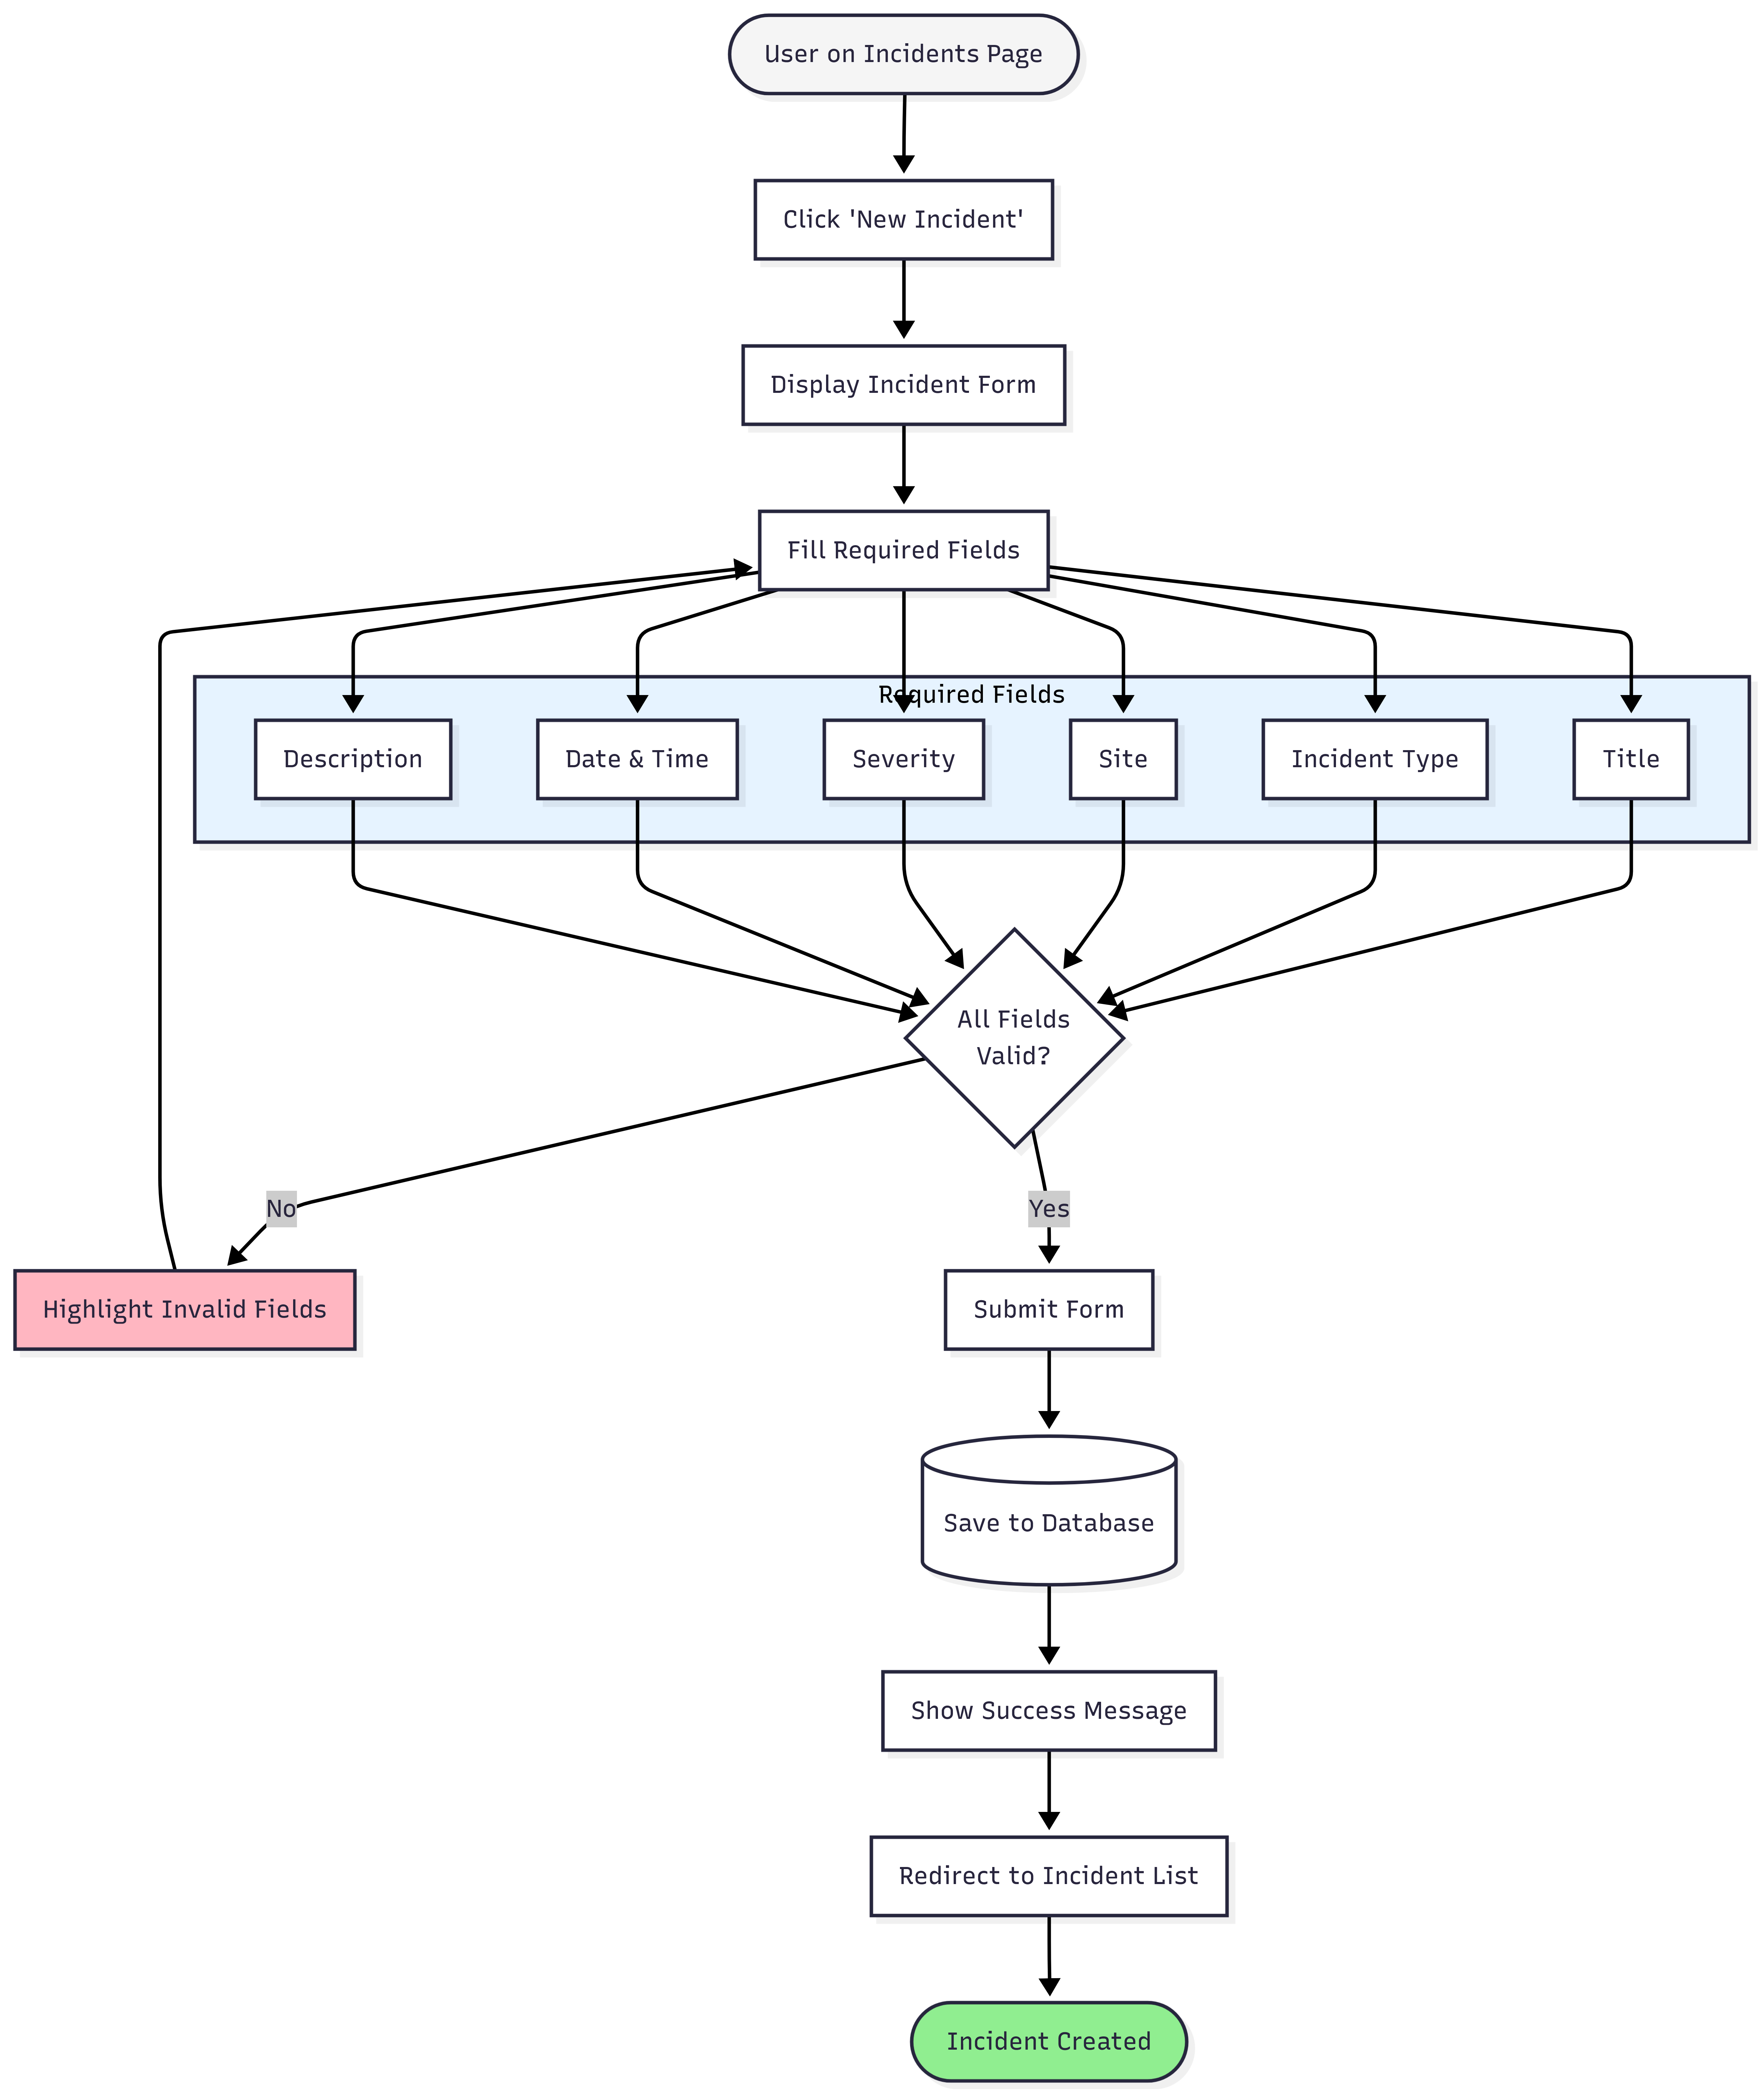 User on Incidents Page
Click 'New Incident'
Display Incident Form
Fill Required Fields
Required Fields
Description
Date & Time
Severity
Site
Incident Type
Title
All Fields
Valid?
No
Yes
Highlight Invalid Fields
Submit Form
Save to Database
Show Success Message
Redirect to Incident List
Incident Created